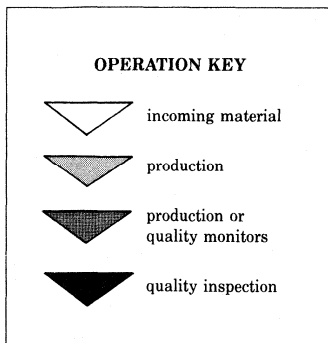 OPERATION KEY
incoming material
production
production or
quality monitors
quality inspection